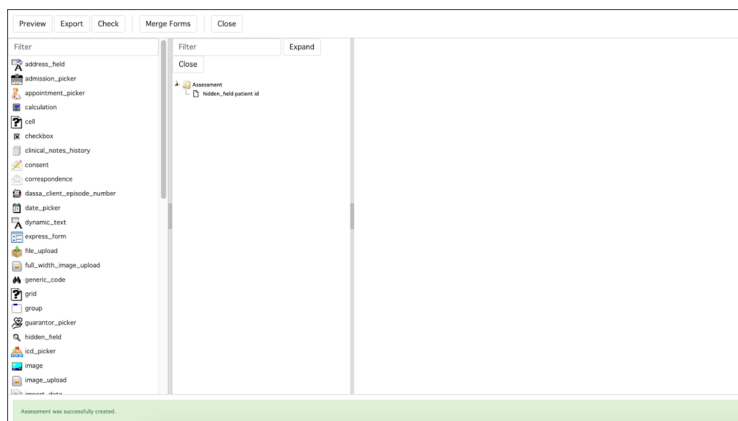 Preview Export Check Merge Forms Close
Filter
address_field
admission_picker
appointment_picker
calculation
cell
checkbox
clinical_notes_history
consent
correspondence
dassa_client_episode_number
date_picker
dynamic_text
express_form
file_upload
full_width_image_upload
generic_code
grid
group
guarantor_picker
hidden_field
icd_picker
image
image_upload
import_data
Filter Expand
Close
Assessment
hidden_field patient id
Assessment was successfully created.